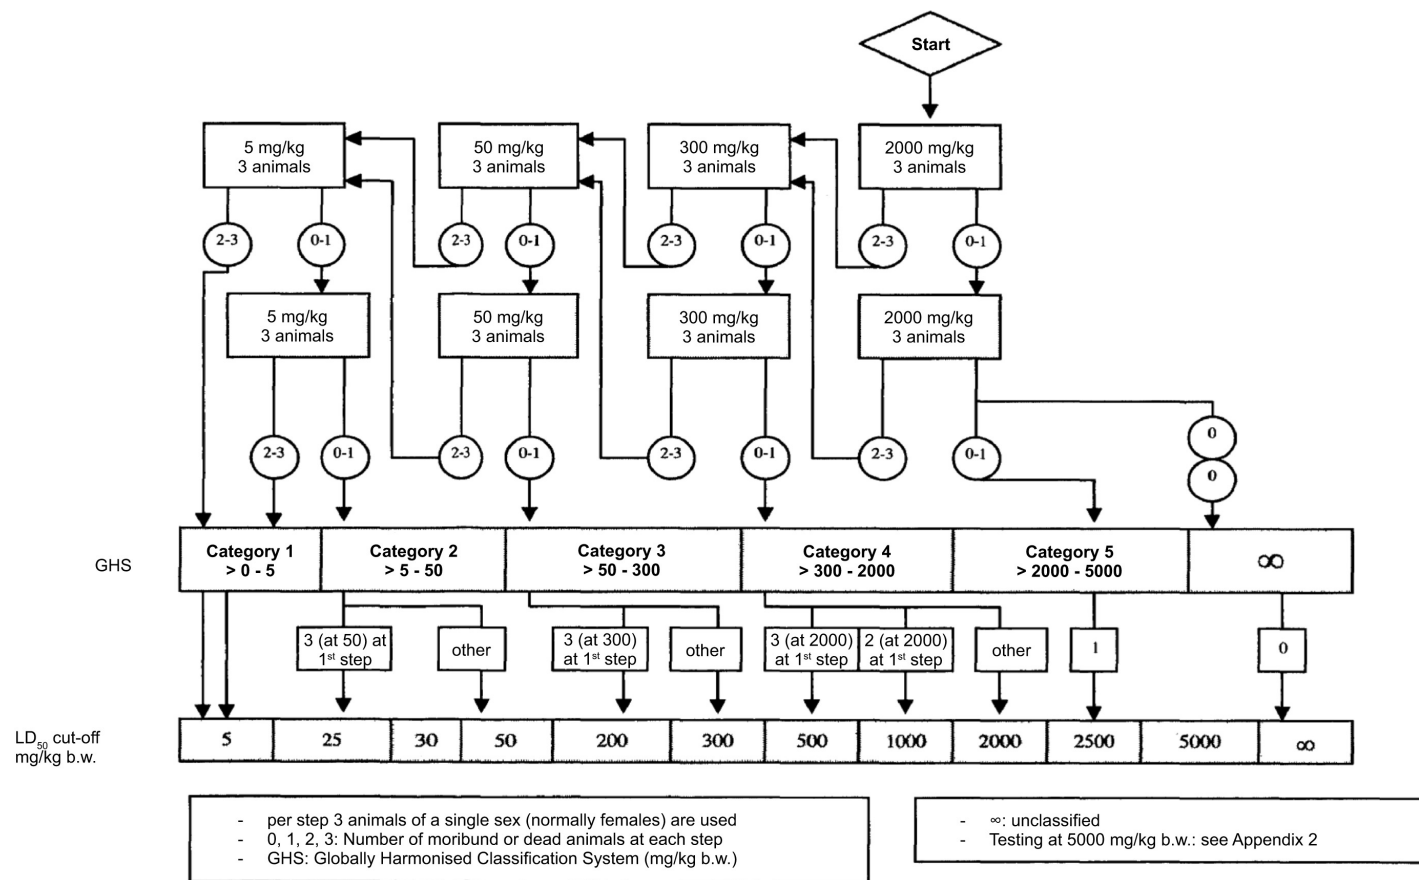 Start
5 mg/kg
3 animals
50 mg/kg
3 animals
300 mg/kg
3 animals
2000 mg/kg
3 animals
2-3
0-1
2-3
0-1
2-3
0-1
2-3
0-1
5 mg/kg
3 animals
50 mg/kg
3 animals
300 mg/kg
3 animals
2000 mg/kg
3 animals
2-3
0-1
2-3
0-1
2-3
0-1
2-3
0-1
0
0
GHS
Category 1
> 0 - 5
Category 2
> 5 - 50
Category 3
> 50 - 300
Category 4
> 300 - 2000
Category 5
> 2000 - 5000
∞
3 (at 50) at
1st step
other
3 (at 300)
at 1st step
other
3 (at 2000)
at 1st step
2 (at 2000)
at 1st step
other
1
0
LD50 cut-off
mg/kg b.w.
5
25
30
50
200
300
500
1000
2000
2500
5000
∞
- per step 3 animals of a single sex (normally females) are used
- 0, 1, 2, 3: Number of moribund or dead animals at each step
- GHS: Globally Harmonised Classification System (mg/kg b.w.)
- ∞: unclassified
- Testing at 5000 mg/kg b.w.: see Appendix 2